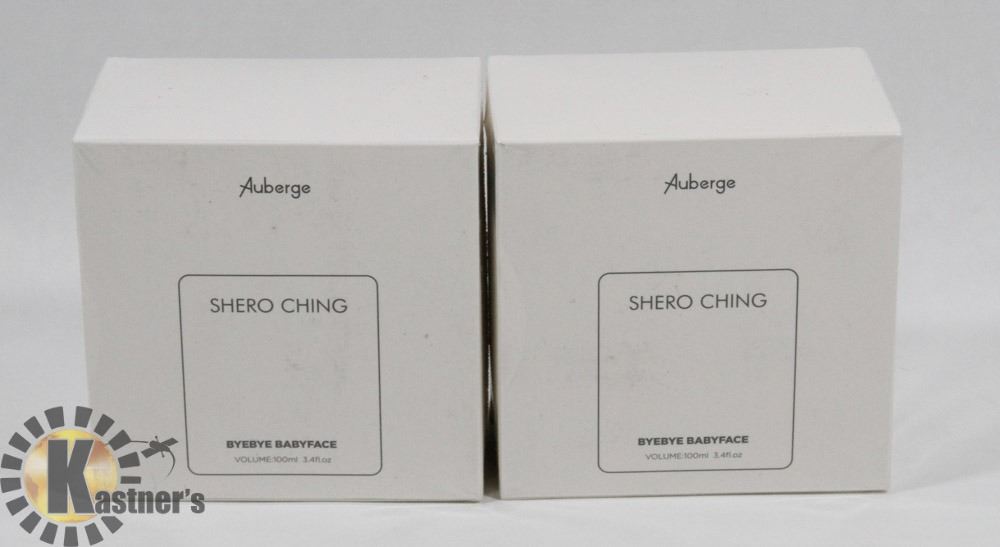 Auberge
SHERO CHING
BYEBYE BABYFACE
VOLUME:100ml 3.4fl.oz
Auberge
SHERO CHING
BYEBYE BABYFACE
VOLUME:100ml 3.4fl.oz
Kastner's